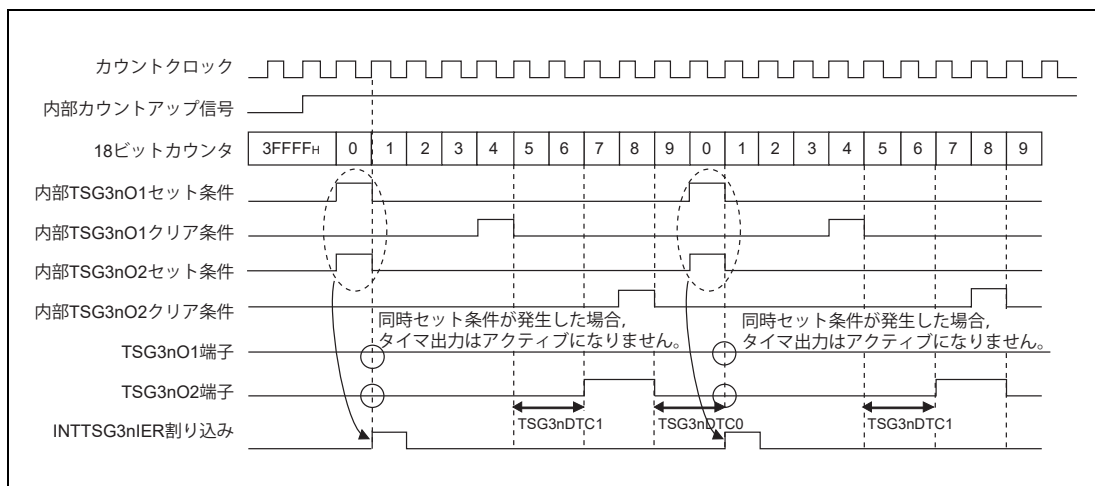 カウントクロック
内部カウントアップ信号
18ビットカウンタ 3FFFFH 0 1 2 3 4 5 6 7 8 9 0 1 2 3 4 5 6 7 8 9
内部TSG3nO1セット条件
内部TSG3nO1クリア条件
内部TSG3nO2セット条件
内部TSG3nO2クリア条件
同時セット条件が発生した場合,
タイマ出力はアクティブになりません。
同時セット条件が発生した場合,
タイマ出力はアクティブになりません。
TSG3nO1端子
TSG3nO2端子
TSG3nDTC1 TSG3nDTC0 TSG3nDTC1
INTTSG3nIER割り込み